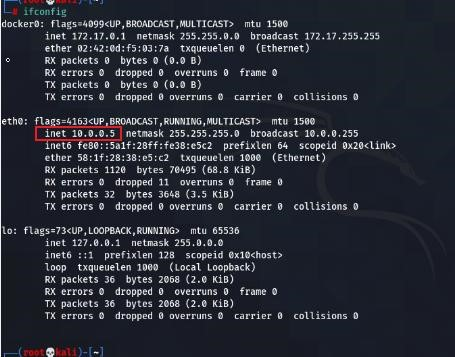 (root💀kali)-[~]
# ifconfig
docker0: flags=4099<UP,BROADCAST,MULTICAST> mtu 1500
inet 172.17.0.1 netmask 255.255.0.0 broadcast 172.17.255.255
ether 02:42:0d:f5:03:7a txqueuelen 0 (Ethernet)
RX packets 0 bytes 0 (0.0 B)
RX errors 0 dropped 0 overruns 0 frame 0
TX packets 0 bytes 0 (0.0 B)
TX errors 0 dropped 0 overruns 0 carrier 0 collisions 0
eth0: flags=4163<UP,BROADCAST,RUNNING,MULTICAST> mtu 1500
inet 10.0.0.5 netmask 255.255.255.0 broadcast 10.0.0.255
inet6 fe80::5a1f:28ff:fe38:e5c2 prefixlen 64 scopeid 0x20<link>
ether 58:1f:28:38:e5:c2 txqueuelen 1000 (Ethernet)
RX packets 1120 bytes 70495 (68.8 KiB)
RX errors 0 dropped 11 overruns 0 frame 0
TX packets 32 bytes 3648 (3.5 KiB)
TX errors 0 dropped 0 overruns 0 carrier 0 collisions 0
lo: flags=73<UP,LOOPBACK,RUNNING> mtu 65536
inet 127.0.0.1 netmask 255.0.0.0
inet6 ::1 prefixlen 128 scopeid 0x10<host>
loop txqueuelen 1000 (Local Loopback)
RX packets 36 bytes 2068 (2.0 KiB)
RX errors 0 dropped 0 overruns 0 frame 0
TX packets 36 bytes 2068 (2.0 KiB)
TX errors 0 dropped 0 overruns 0 carrier 0 collisions 0
(root💀kali)-[~]